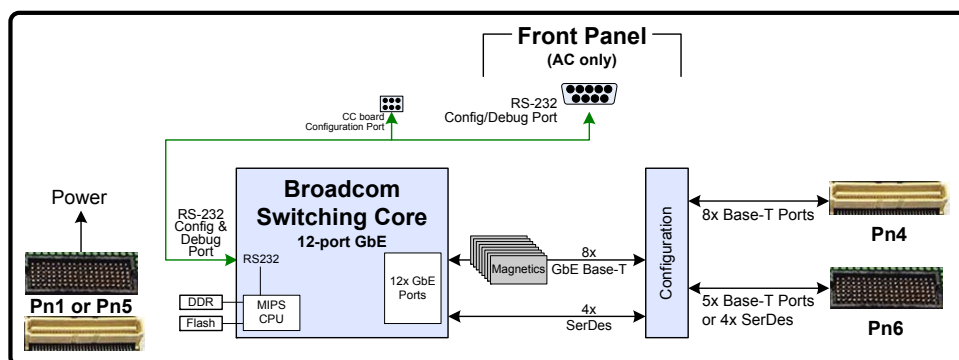 Front Panel
(AC only)
RS-232
Config/Debug Port
CC board
Configuration Port
Power
Pn1 or Pn5
RS-232
Config &
Debug
Port
Broadcom
Switching Core
12-port GbE
RS232
MIPS
CPU
DDR
Flash
12x GbE
Ports
Magnetics
8x
GbE Base-T
4x
SerDes
Configuration
8x Base-T Ports
Pn4
5x Base-T Ports
or 4x SerDes
Pn6